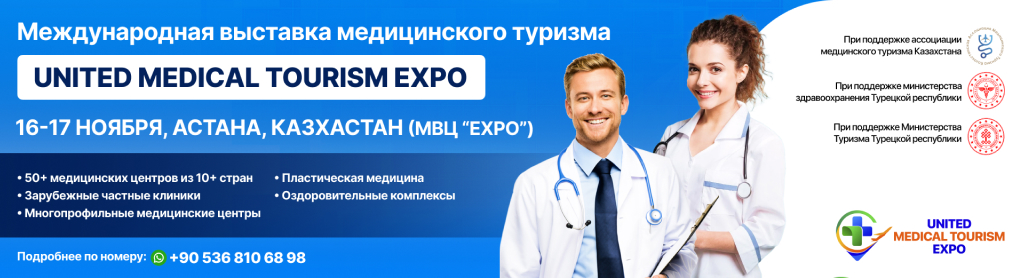 Международная выставка медицинского туризма
UNITED MEDICAL TOURISM EXPO
16-17 НОЯБРЯ, АСТАНА, КАЗХАСТАН (МВЦ “EXPO”)
• 50+ медицинских центров из 10+ стран
• Зарубежные частные клиники
• Многопрофильные медицинские центры
• Пластическая медицина
• Оздоровительные комплексы
Подробнее по номеру: +90 536 810 68 98
При поддержке ассоциации
медцинского туризма Казахстана
При поддержке министерства
здравоохранения Турецкой республики
При поддержке Министерства
Туризма Турецкой республики
UNITED
MEDICAL TOURISM
EXPO